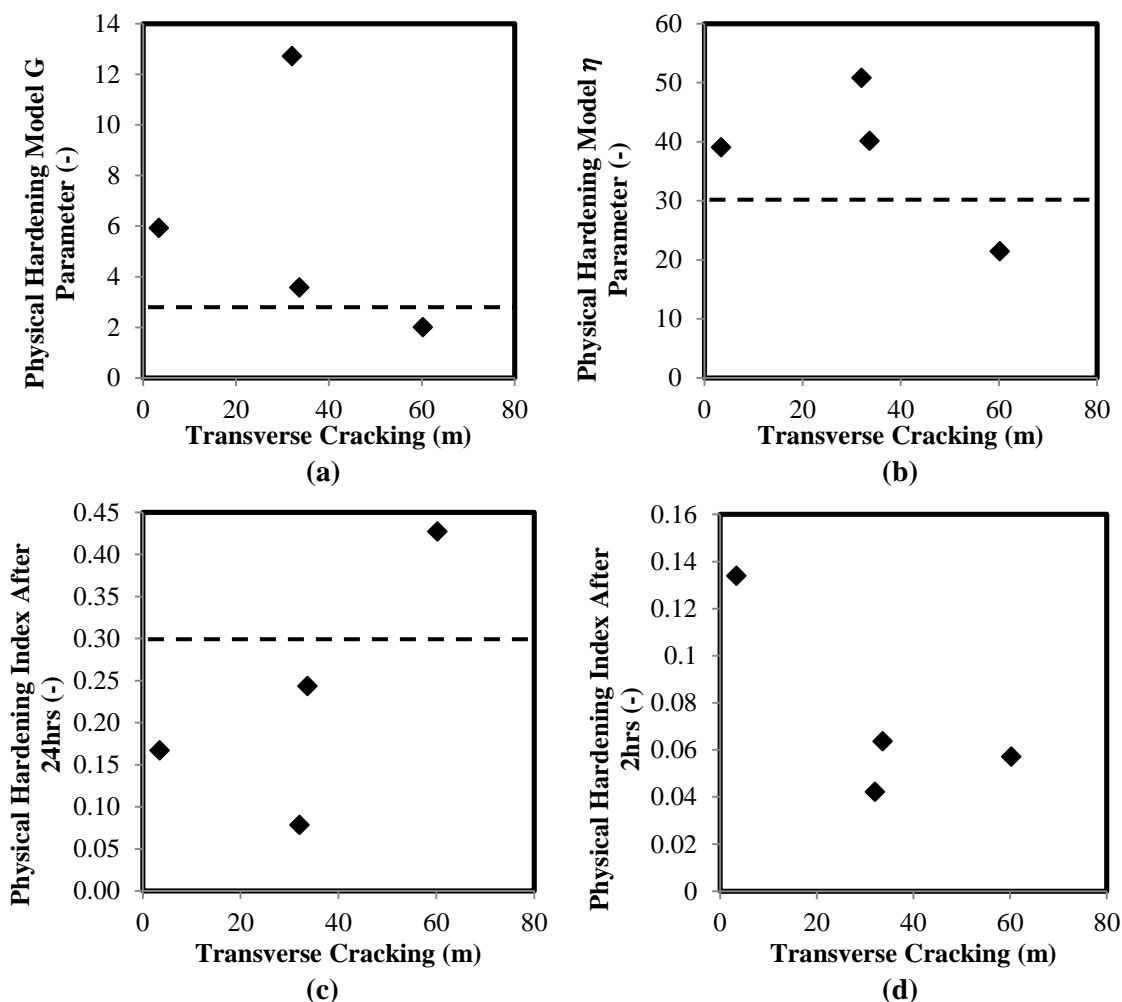 Physical Hardening Model G
Parameter (-)
14
12
10
8
6
4
2
0
0 20 40 60 80
Transverse Cracking (m)
(a)
Physical Hardening Model η
Parameter (-)
60
50
40
30
20
10
0
0 20 40 60 80
Transverse Cracking (m)
(b)
Physical Hardening Index After
24hrs (-)
0.45
0.40
0.35
0.30
0.25
0.20
0.15
0.10
0.05
0.00
0 20 40 60 80
Transverse Cracking (m)
(c)
Physical Hardening Index After
2hrs (-)
0.16
0.14
0.12
0.1
0.08
0.06
0.04
0.02
0
0 20 40 60 80
Transverse Cracking (m)
(d)